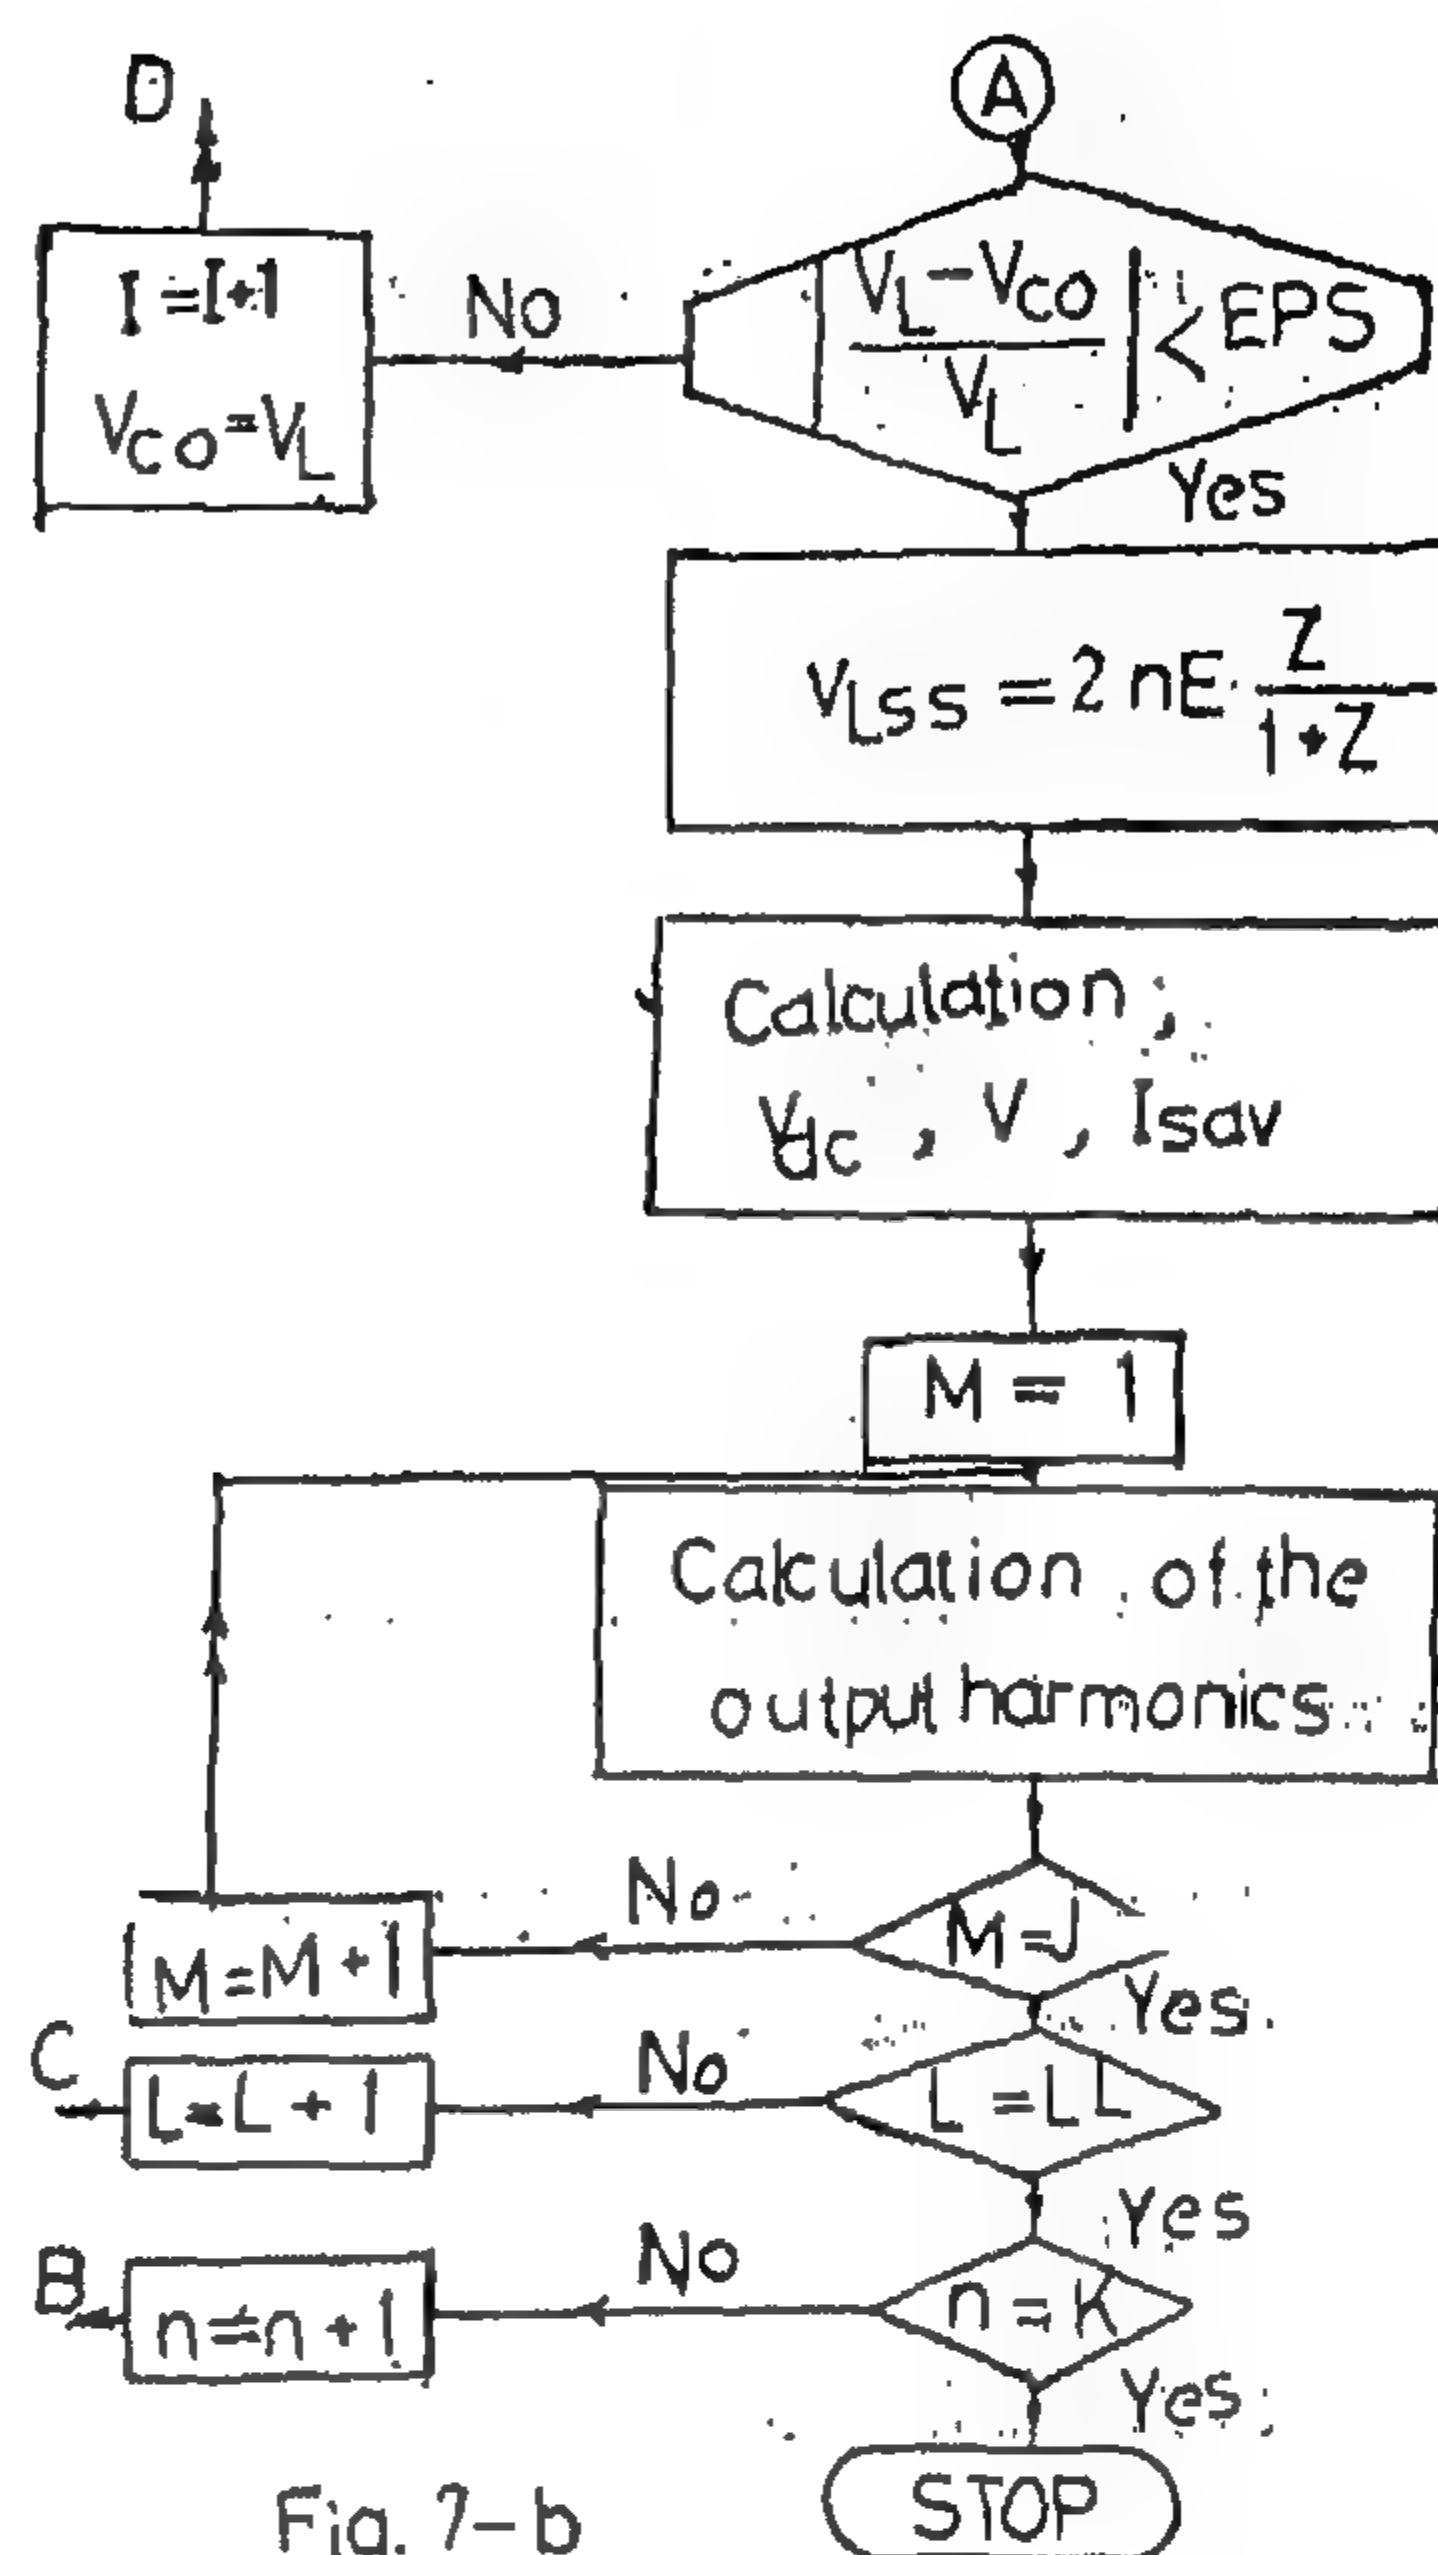 D
A
I = I+1
V_CO = V_L
No
| (V_L - V_CO) / V_L | < EPS
Yes
V_LSS = 2 nE · Z / (1+Z)
Calculation ;
V_dc , V , I_sav
M = 1
Calculation of the
output harmonics
M = J
No
M = M + 1
Yes
L = LL
No
L = L + 1
C
Yes
n = K
No
n = n + 1
B
Yes
STOP
Fig. 7-b